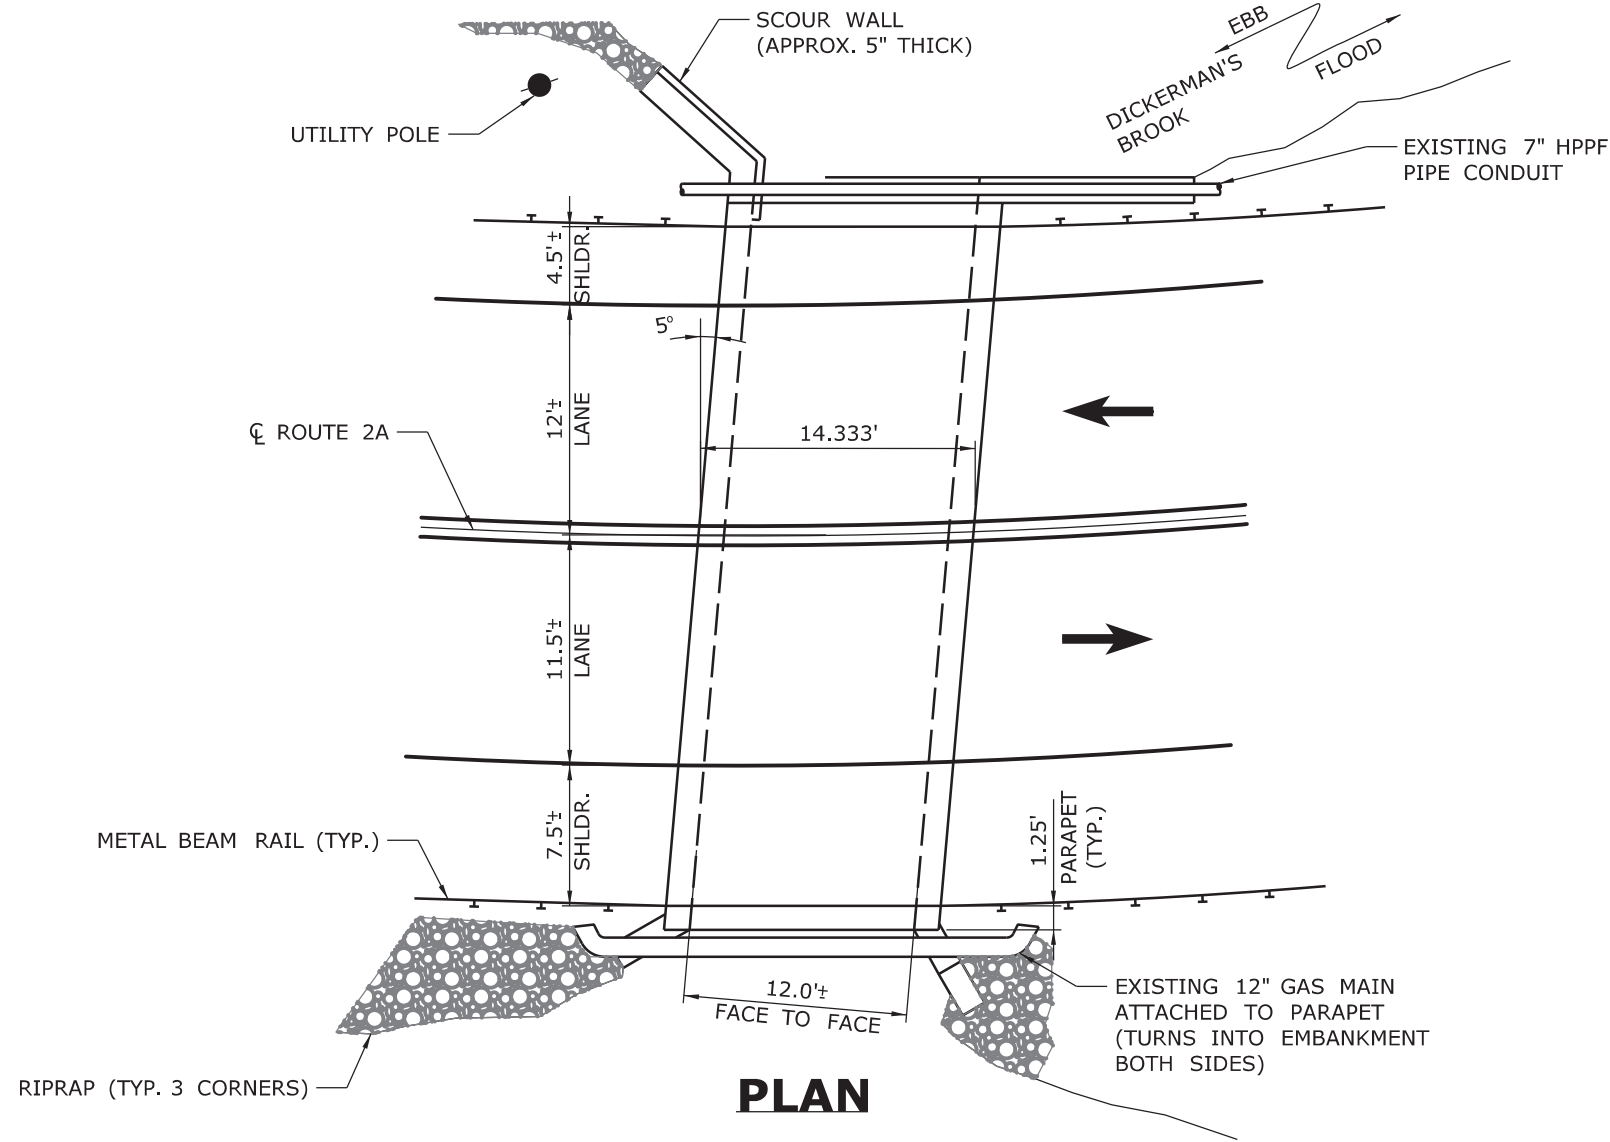 SCOUR WALL
(APPROX. 5" THICK)
EBB
FLOOD
DICKERMAN'S
BROOK
UTILITY POLE
EXISTING 7" HPPF
PIPE CONDUIT
4.5'±
SHLDR.
5°
12'±
LANE
℄ ROUTE 2A
14.333'
11.5'±
LANE
7.5'±
SHLDR.
1.25'
PARAPET
(TYP.)
METAL BEAM RAIL (TYP.)
12.0'±
FACE TO FACE
EXISTING 12" GAS MAIN
ATTACHED TO PARAPET
(TURNS INTO EMBANKMENT
BOTH SIDES)
RIPRAP (TYP. 3 CORNERS)
PLAN